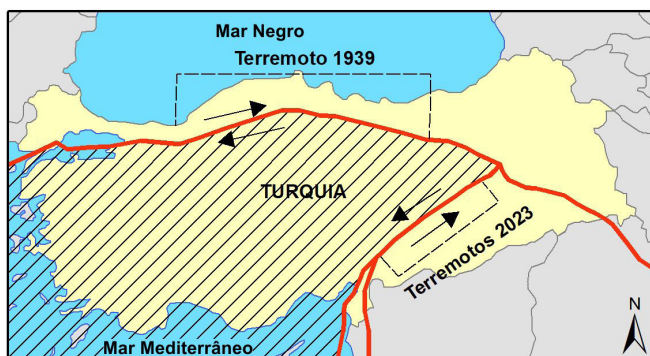 Mar Negro
Terremoto 1939
TURQUIA
Terremotos 2023
N
Mar Mediterrâneo